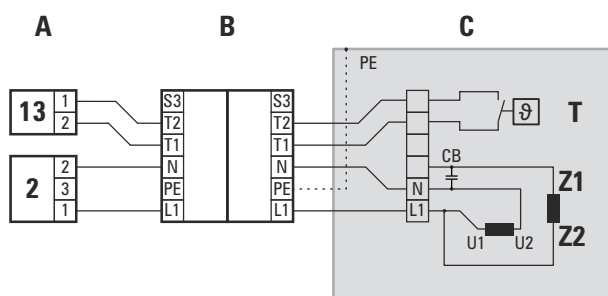 A B C
PE
13 1 S3 S3
2 T2 T2 ϑ T
T1 T1
2 N N CB
2 3 PE PE N Z1
1 L1 L1 L1 Z2
U1 U2